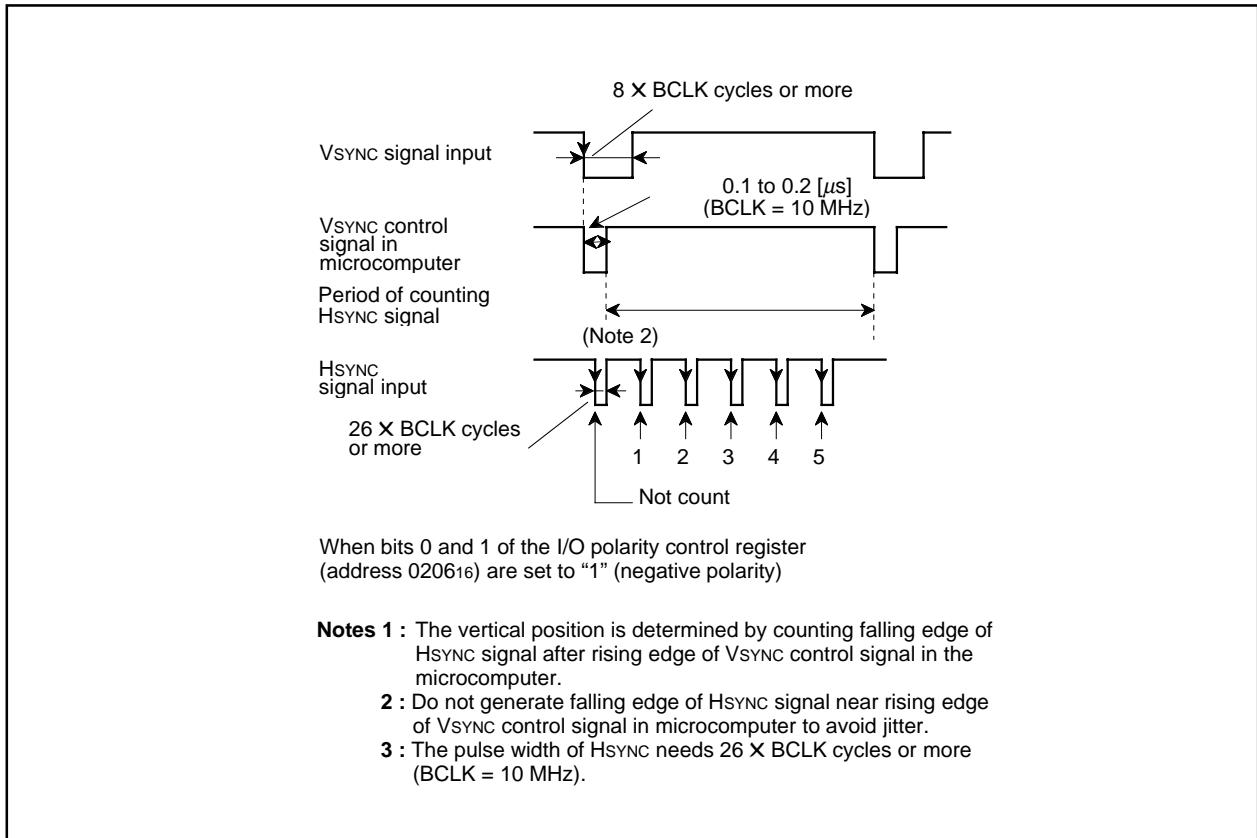 8 ✕ BCLK cycles or more
VSYNC signal input
0.1 to 0.2 [μs]
(BCLK = 10 MHz)
VSYNC control
signal in
microcomputer
Period of counting
HSYNC signal
(Note 2)
HSYNC
signal input
26 ✕ BCLK cycles
or more
1 2 3 4 5
Not count
When bits 0 and 1 of the I/O polarity control register
(address 020616) are set to “1” (negative polarity)
Notes 1 : The vertical position is determined by counting falling edge of
HSYNC signal after rising edge of VSYNC control signal in the
microcomputer.
2 : Do not generate falling edge of HSYNC signal near rising edge
of VSYNC control signal in microcomputer to avoid jitter.
3 : The pulse width of HSYNC needs 26 ✕ BCLK cycles or more
(BCLK = 10 MHz).